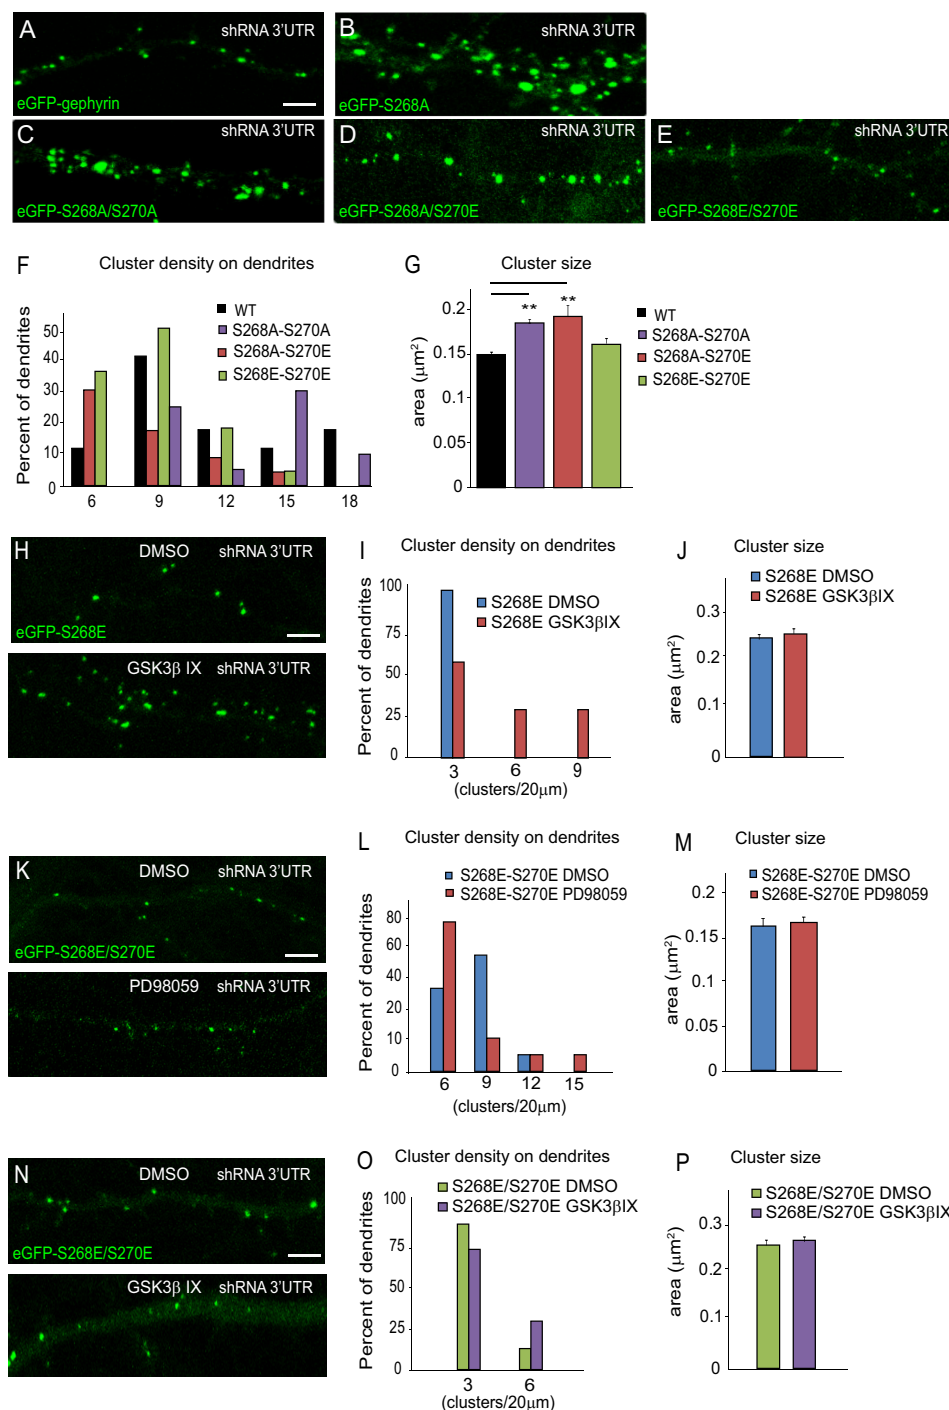 A shRNA 3'UTR
eGFP-gephyrin
B shRNA 3'UTR
eGFP-S268A
C shRNA 3'UTR
eGFP-S268A/S270A
D shRNA 3'UTR
eGFP-S268A/S270E
E shRNA 3'UTR
eGFP-S268E/S270E
F Cluster density on dendrites
Percent of dendrites
50
40
30
20
10
0
WT
S268A-S270A
S268A-S270E
S268E-S270E
6 9 12 15 18
G Cluster size
area (μm²)
0.2
0.15
0.1
0.05
0
** **
WT
S268A-S270A
S268A-S270E
S268E-S270E
H DMSO shRNA 3'UTR
eGFP-S268E
GSK3β IX shRNA 3'UTR
I Cluster density on dendrites
Percent of dendrites
100
75
50
25
0
S268E DMSO
S268E GSK3βIX
3 6 9
(clusters/20μm)
J Cluster size
S268E DMSO
S268E GSK3βIX
area (μm²)
0.3
0.2
0.1
0
K DMSO shRNA 3'UTR
eGFP-S268E/S270E
PD98059 shRNA 3'UTR
L Cluster density on dendrites
S268E-S270E DMSO
S268E-S270E PD98059
Percent of dendrites
80
60
40
20
10
0
6 9 12 15
(clusters/20μm)
M Cluster size
S268E-S270E DMSO
S268E-S270E PD98059
area (μm²)
0.2
0.15
0.1
0.05
0
N DMSO shRNA 3'UTR
eGFP-S268E/S270E
GSK3β IX shRNA 3'UTR
O Cluster density on dendrites
S268E/S270E DMSO
S268E/S270E GSK3βIX
Percent of dendrites
100
75
50
25
0
3 6
(clusters/20μm)
P Cluster size
S268E/S270E DMSO
S268E/S270E GSK3βIX
area (μm²)
0.3
0.2
0.1
0